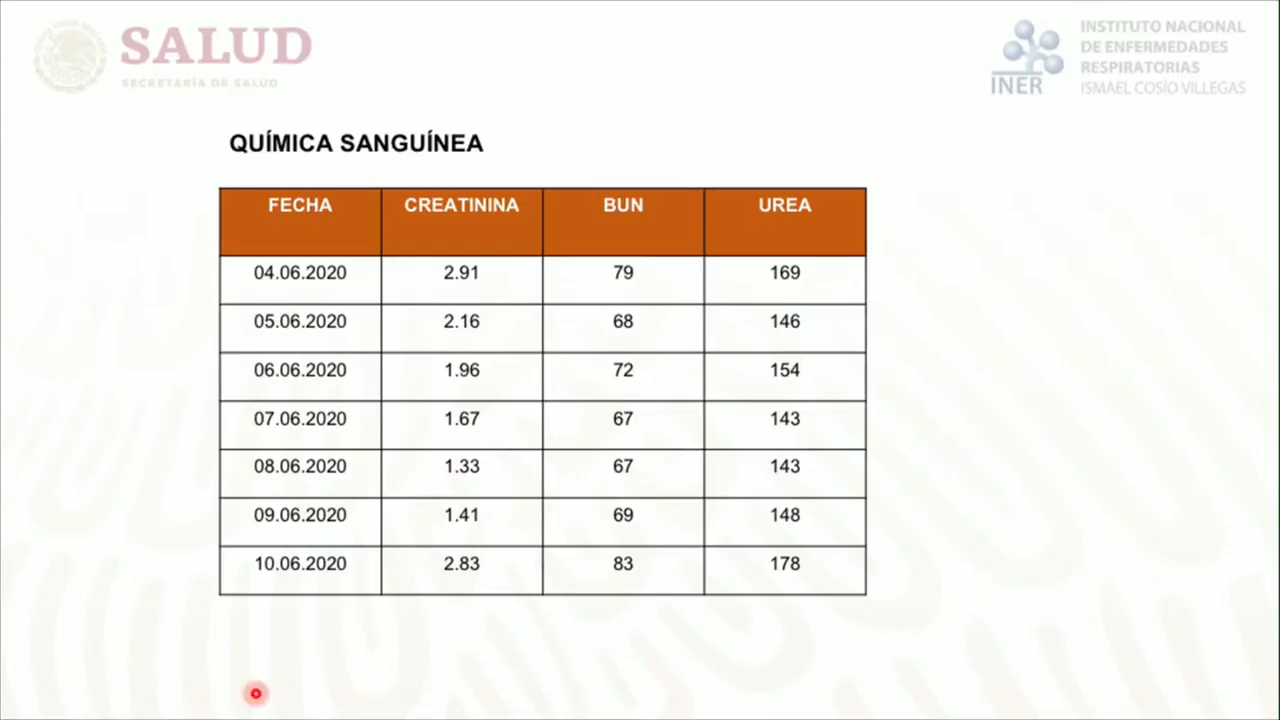 SALUD
SECRETARÍA DE SALUD
INER
INSTITUTO NACIONAL
DE ENFERMEDADES
RESPIRATORIAS
ISMAEL COSÍO VILLEGAS
QUÍMICA SANGUÍNEA
FECHA CREATININA BUN UREA
04.06.2020 2.91 79 169
05.06.2020 2.16 68 146
06.06.2020 1.96 72 154
07.06.2020 1.67 67 143
08.06.2020 1.33 67 143
09.06.2020 1.41 69 148
10.06.2020 2.83 83 178